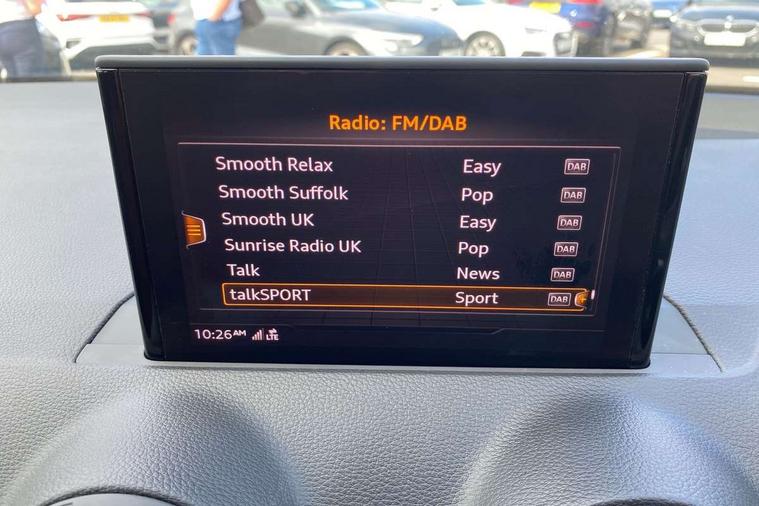 Radio: FM/DAB
Smooth Relax Easy DAB
Smooth Suffolk Pop DAB
Smooth UK Easy DAB
Sunrise Radio UK Pop DAB
Talk News DAB
talkSPORT Sport DAB
10:26AM LTE